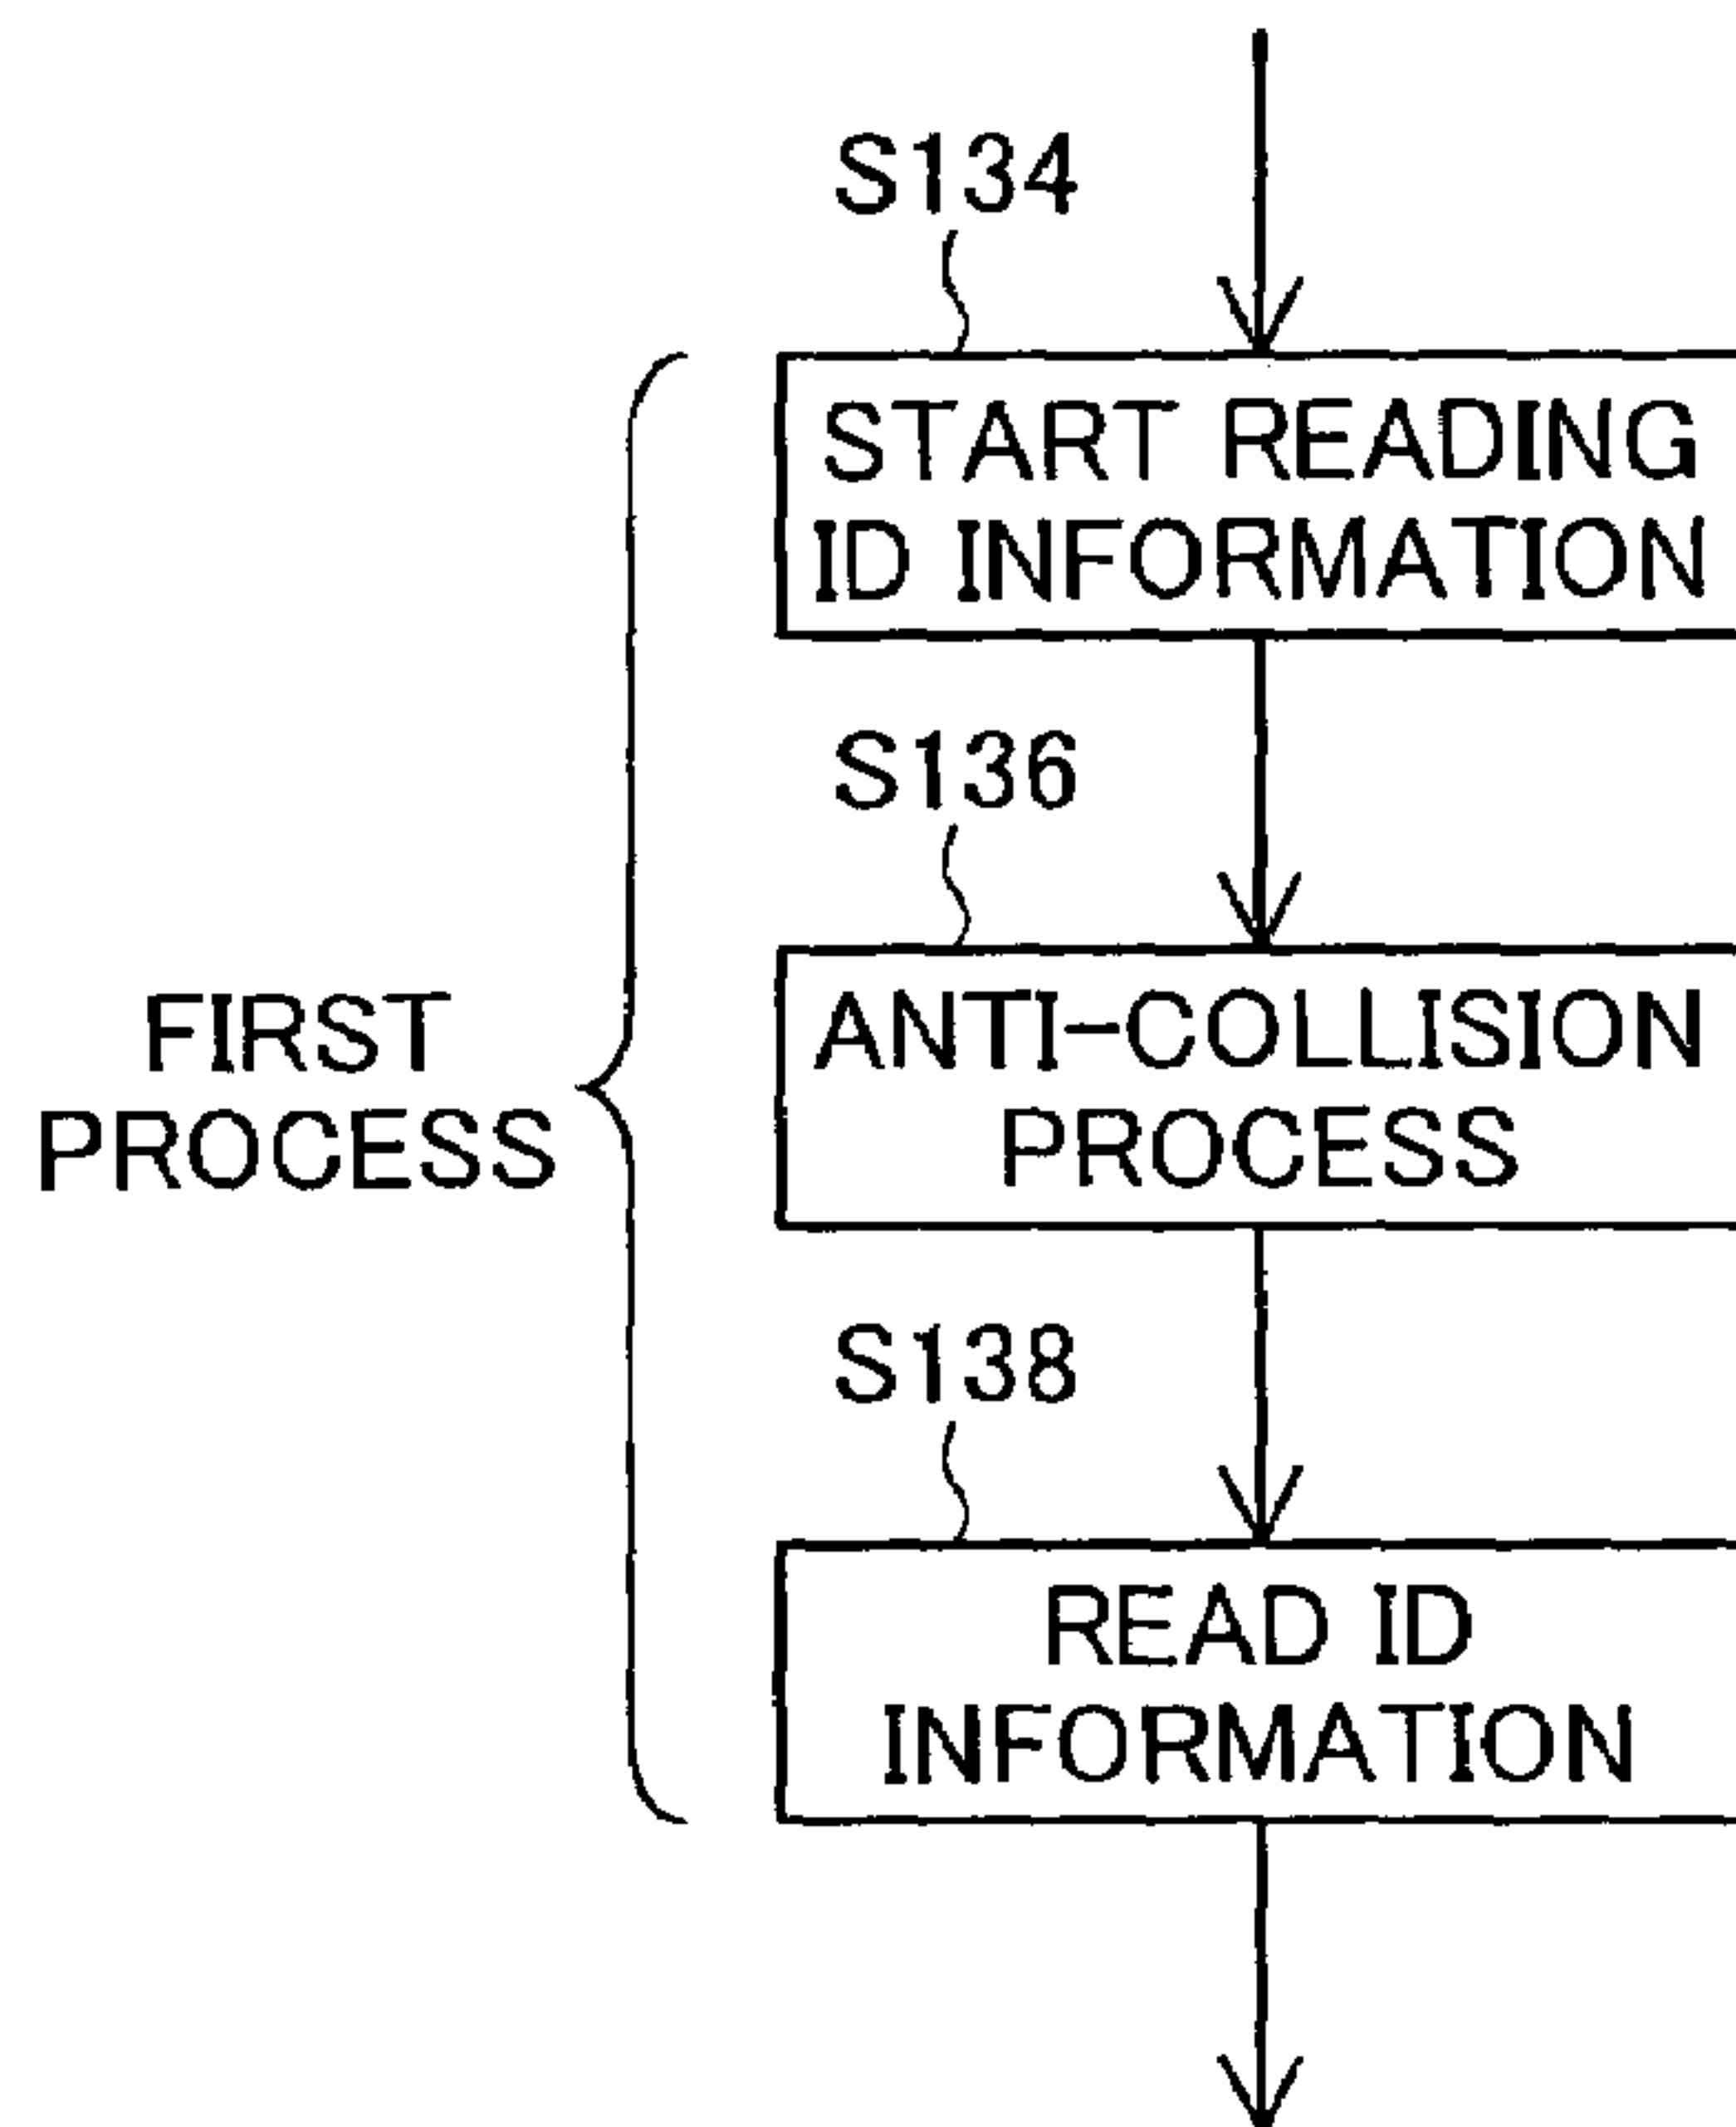 S134
START READING
ID INFORMATION
S136
FIRST
PROCESS
ANTI-COLLISION
PROCESS
S138
READ ID
INFORMATION